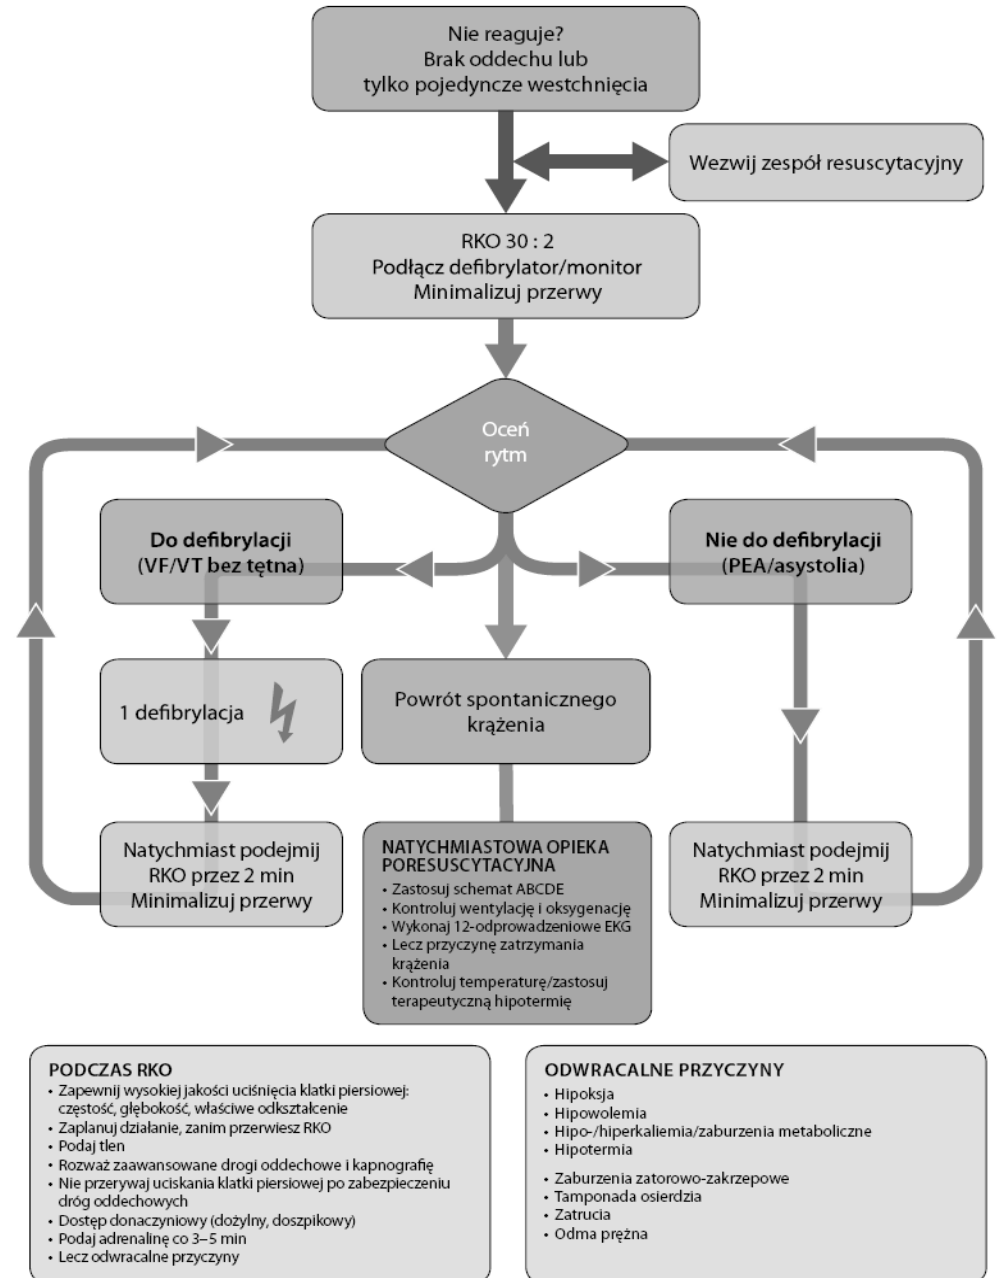 Nie reaguje?
Brak oddechu lub
tylko pojedyncze westchnięcia
Wezwij zespół resuscytacyjny
RKO 30 : 2
Podłącz defibrylator/monitor
Minimalizuj przerwy
Oceń
rytm
Do defibrylacji
(VF/VT bez tętna)
Nie do defibrylacji
(PEA/asystolia)
1 defibrylacja
Powrót spontanicznego
krążenia
Natychmiast podejmij
RKO przez 2 min
Minimalizuj przerwy
NATYCHMIASTOWA OPIEKA
PORESUSCYTACYJNA
• Zastosuj schemat ABCDE
• Kontroluj wentylację i oksygenację
• Wykonaj 12-odprowadzeniowe EKG
• Lecz przyczynę zatrzymania
krążenia
• Kontroluj temperaturę/zastosuj
terapeutyczną hipotermię
Natychmiast podejmij
RKO przez 2 min
Minimalizuj przerwy
PODCZAS RKO
• Zapewnij wysokiej jakości uciśnięcia klatki piersiowej:
częstość, głębokość, właściwe odkształcenie
• Zaplanuj działanie, zanim przerwiesz RKO
• Podaj tlen
• Rozważ zaawansowane drogi oddechowe i kapnografię
• Nie przerywaj uciskania klatki piersiowej po zabezpieczeniu
dróg oddechowych
• Dostęp donaczyniowy (dożylny, doszpikowy)
• Podaj adrenalinę co 3–5 min
• Lecz odwracalne przyczyny
ODWRACALNE PRZYCZYNY
• Hipoksja
• Hipowolemia
• Hipo-/hiperkaliemia/zaburzenia metaboliczne
• Hipotermia
• Zaburzenia zatorowo-zakrzepowe
• Tamponada osierdzia
• Zatrucia
• Odma prężna